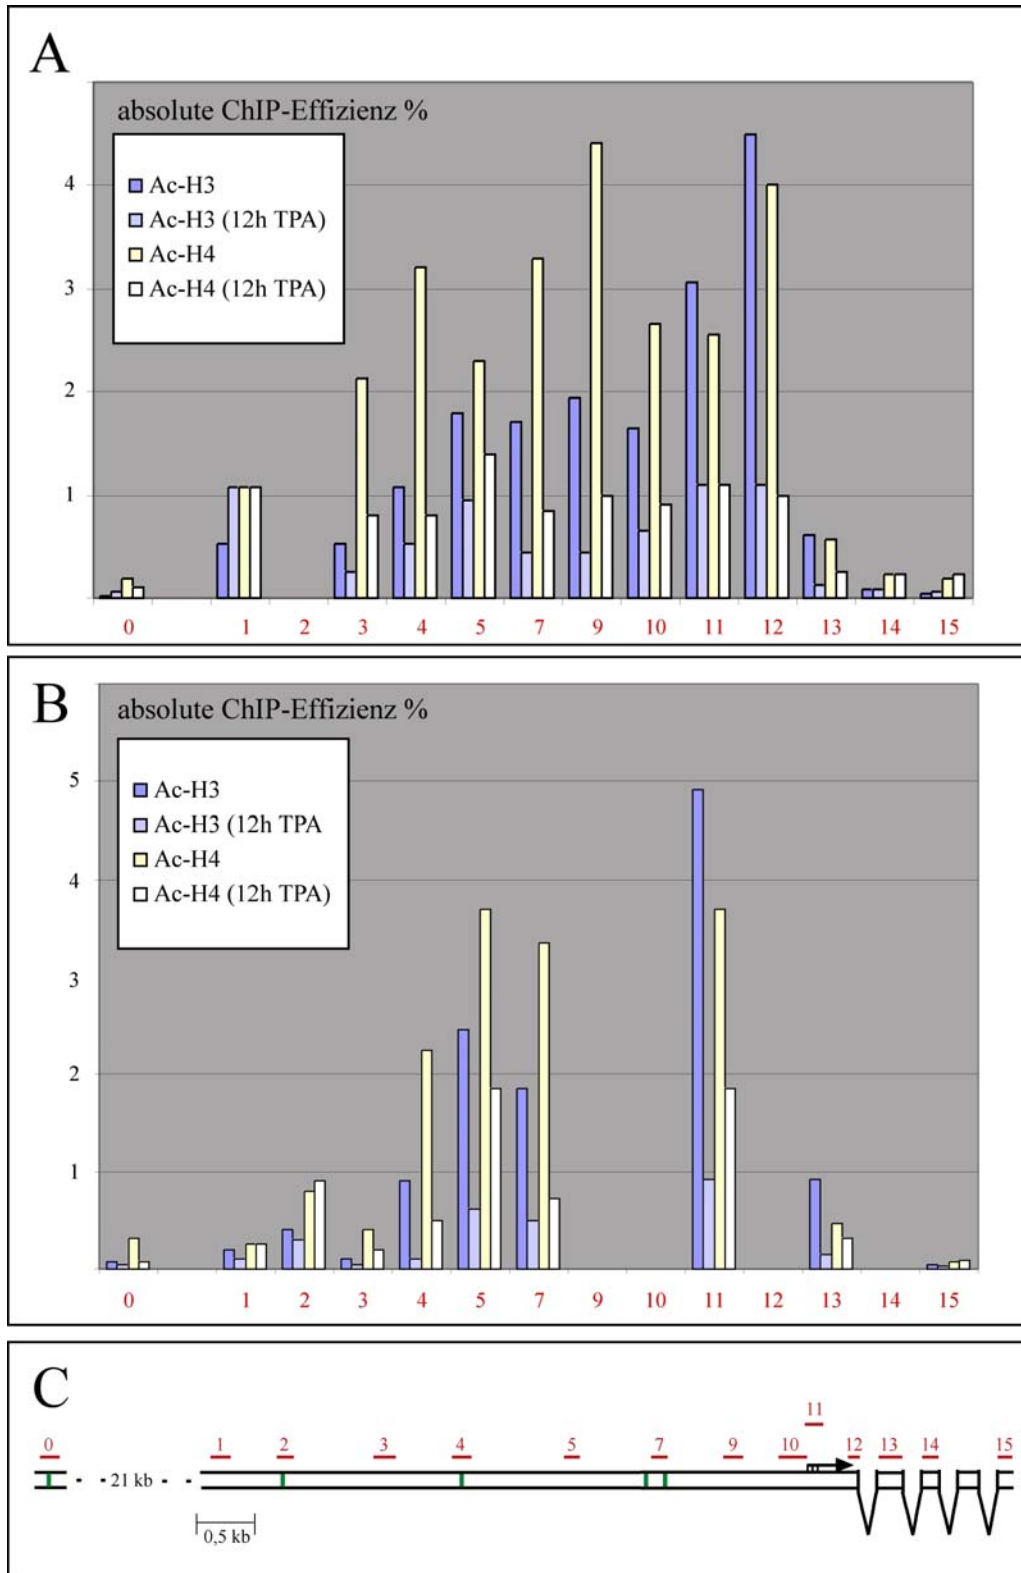 A
absolute ChIP-Effizienz %
Ac-H3
Ac-H3 (12h TPA)
Ac-H4
Ac-H4 (12h TPA)
4
3
2
1
0 1 2 3 4 5 7 9 10 11 12 13 14 15
B
absolute ChIP-Effizienz %
Ac-H3
Ac-H3 (12h TPA
Ac-H4
Ac-H4 (12h TPA)
5
4
3
2
1
0 1 2 3 4 5 7 9 10 11 12 13 14 15
C
11
0 1 2 3 4 5 7 9 10 12 13 14 15
21 kb
0,5 kb